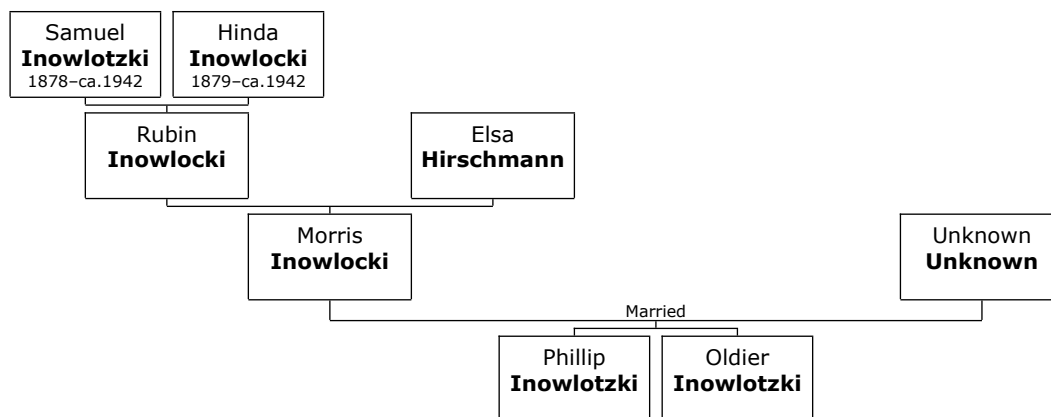 Samuel
Inowlotzki
1878–ca.1942
Hinda
Inowlocki
1879–ca.1942
Rubin
Inowlocki
Elsa
Hirschmann
Morris
Inowlocki
Unknown
Unknown
Married
Phillip
Inowlotzki
Oldier
Inowlotzki